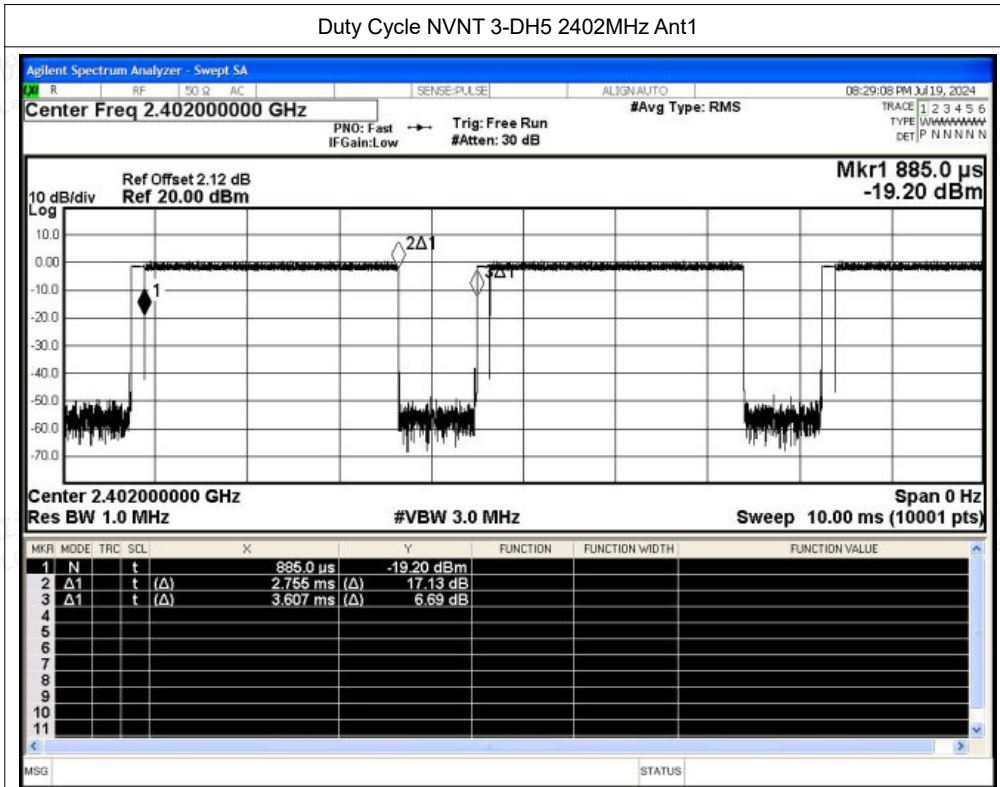 Duty Cycle NVNT 3-DH5 2402MHz Ant1
Agilent Spectrum Analyzer - Swept SA
LXI R RF 50 Ω AC SENSE:PULSE ALIGN AUTO 08:29:08 PM Jul 19, 2024
Center Freq 2.402000000 GHz #Avg Type: RMS TRACE 1 2 3 4 5 6
PNO: Fast Trig: Free Run TYPE
IFGain:Low #Atten: 30 dB DET P N N N N N
Mkr1 885.0 µs
-19.20 dBm
Ref Offset 2.12 dB
10 dB/div Ref 20.00 dBm
Log
10.0
2Δ1
0.00
3Δ1
-10.0
1
-20.0
-30.0
-40.0
-50.0
-60.0
-70.0
Center 2.402000000 GHz Span 0 Hz
Res BW 1.0 MHz #VBW 3.0 MHz Sweep 10.00 ms (10001 pts)
MKR MODE TRC SCL X Y FUNCTION FUNCTION WIDTH FUNCTION VALUE
1 N t 885.0 µs -19.20 dBm
2 Δ1 t (Δ) 2.755 ms (Δ) 17.13 dB
3 Δ1 t (Δ) 3.607 ms (Δ) 6.69 dB
4
5
6
7
8
9
10
11
MSG STATUS